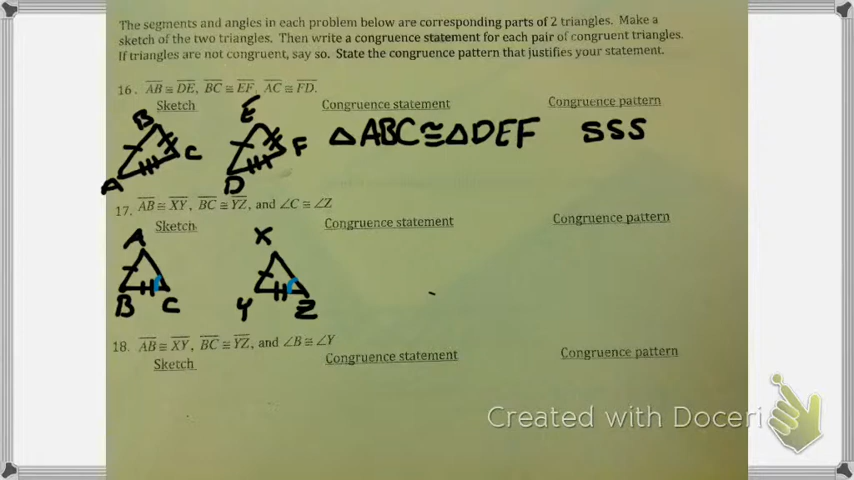 The segments and angles in each problem below are corresponding parts of 2 triangles. Make a
sketch of the two triangles. Then write a congruence statement for each pair of congruent triangles.
If triangles are not congruent, say so. State the congruence pattern that justifies your statement.
16. AB ≅ DE, BC ≅ EF, AC ≅ FD.
Sketch Congruence statement Congruence pattern
B E
△ABC≅△DEF SSS
C F
A D
17. AB ≅ XY, BC ≅ YZ, and ∠C ≅ ∠Z
Sketch Congruence statement Congruence pattern
A X
B C Y Z
18. AB ≅ XY, BC ≅ YZ, and ∠B ≅ ∠Y
Sketch Congruence statement Congruence pattern
Created with Doceri